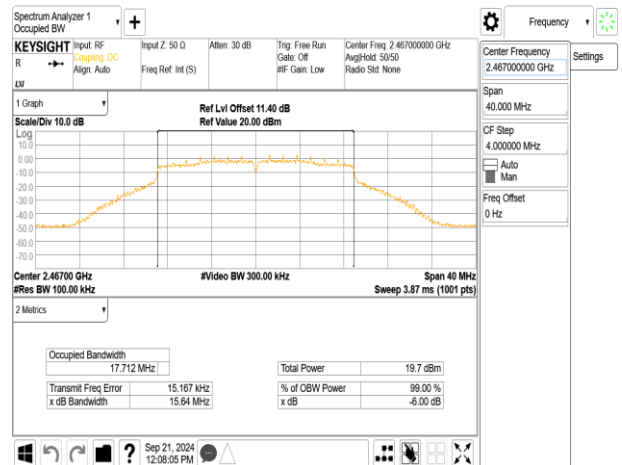 Spectrum Analyzer 1
Occupied BW
Frequency
KEYSIGHT
Input: RF
Input Z: 50 Ω
Atten: 30 dB
Trig: Free Run
Center Freq: 2.467000000 GHz
R
Coupling: DC
Gate: Off
Avg|Hold: 50/50
Align: Auto
Freq Ref: Int (S)
#IF Gain: Low
Radio Std: None
LXI
Center Frequency
2.467000000 GHz
Settings
Span
40.000 MHz
CF Step
4.000000 MHz
Auto
Man
Freq Offset
0 Hz
1 Graph
Ref Lvl Offset 11.40 dB
Scale/Div 10.0 dB
Ref Value 20.00 dBm
Log
10.0
0.00
-10.0
-20.0
-30.0
-40.0
-50.0
-60.0
-70.0
Center 2.46700 GHz
#Video BW 300.00 kHz
Span 40 MHz
#Res BW 100.00 kHz
Sweep 3.87 ms (1001 pts)
2 Metrics
Occupied Bandwidth
17.712 MHz
Total Power
19.7 dBm
Transmit Freq Error
15.167 kHz
% of OBW Power
99.00 %
x dB Bandwidth
15.64 MHz
x dB
-6.00 dB
?
Sep 21, 2024
12:08:05 PM